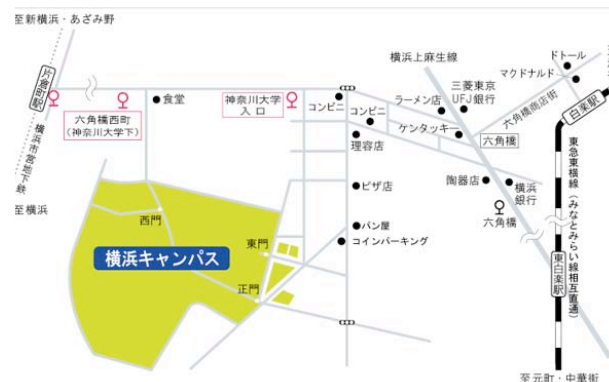 至新横浜・あざみ野
片倉町駅
横浜市営地下鉄
至横浜
六角橋西町
(神奈川大学下)
食堂
神奈川大学
入口
コンビニ
コンビニ
理容店
ピザ店
パン屋
コインパーキング
横浜上麻生線
ラーメン店
三菱東京
UFJ銀行
ケンタッキー
六角橋
六角橋商店街
ドトール
マクドナルド
白楽駅
陶器店
横浜
銀行
六角橋
東急東横線(みなとみらい線相互直通)
東白楽駅
至元町・中華街
西門
横浜キャンパス
東門
正門